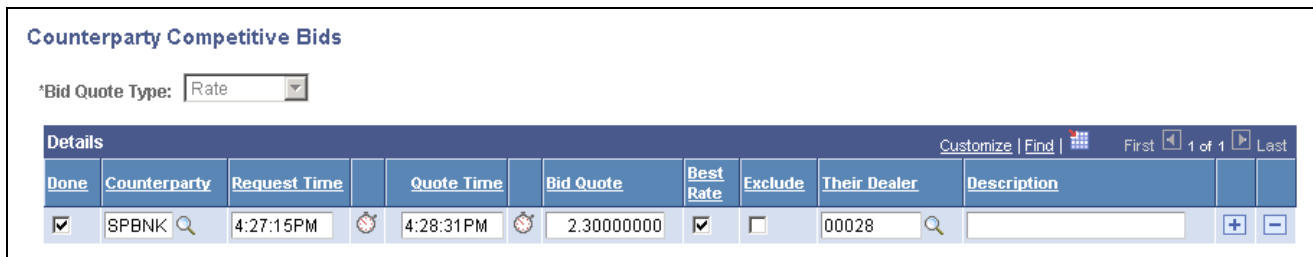 Counterparty Competitive Bids
*Bid Quote Type: Rate
Details Customize | Find | First 1 of 1 Last
Done Counterparty Request Time Quote Time Bid Quote Best Rate Exclude Their Dealer Description
SPBNK 4:27:15PM 4:28:31PM 2.30000000 00028